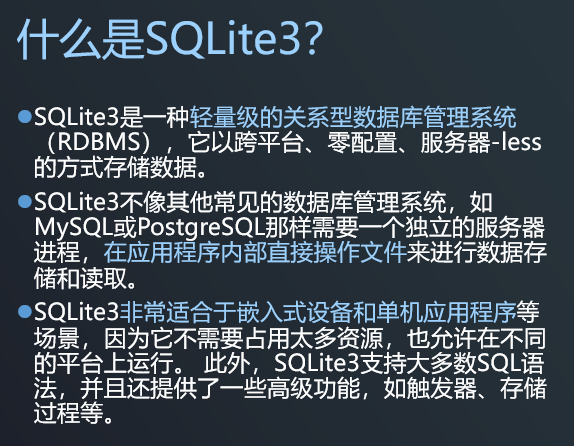 什么是SQLite3？
SQLite3是一种轻量级的关系型数据库管理系统
（RDBMS），它以跨平台、零配置、服务器-less
的方式存储数据。
SQLite3不像其他常见的数据库管理系统，如
MySQL或PostgreSQL那样需要一个独立的服务器
进程，在应用程序内部直接操作文件来进行数据存
储和读取。
SQLite3非常适合于嵌入式设备和单机应用程序等
场景，因为它不需要占用太多资源，也允许在不同
的平台上运行。 此外，SQLite3支持大多数SQL语
法，并且还提供了一些高级功能，如触发器、存储
过程等。